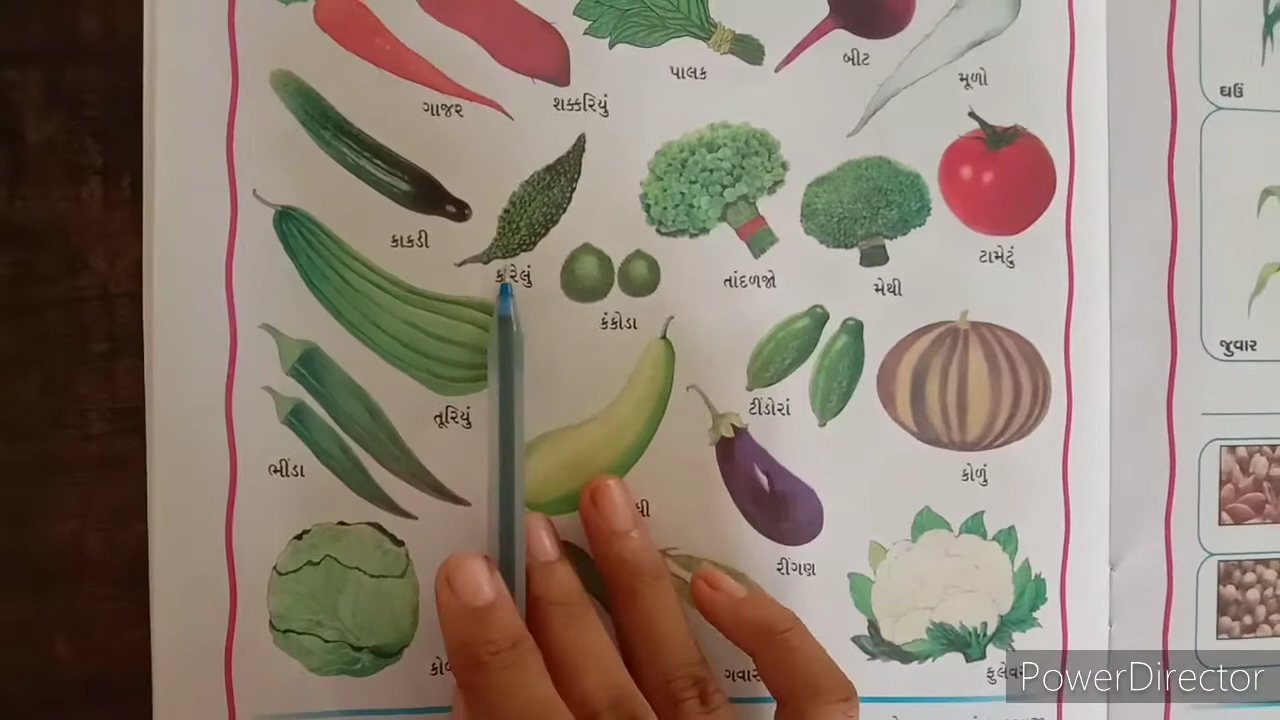 પાલક
બીટ
મૂળો
ગાજર
શક્કરિયું
ઘઉં
કાકડી
કારેલું
કંકોડા
તાંદળજો
મેથી
ટામેટું
જુવાર
તૂરિયું
ટીંડોરાં
ભીંડા
કોળું
રીંગણ
PowerDirector